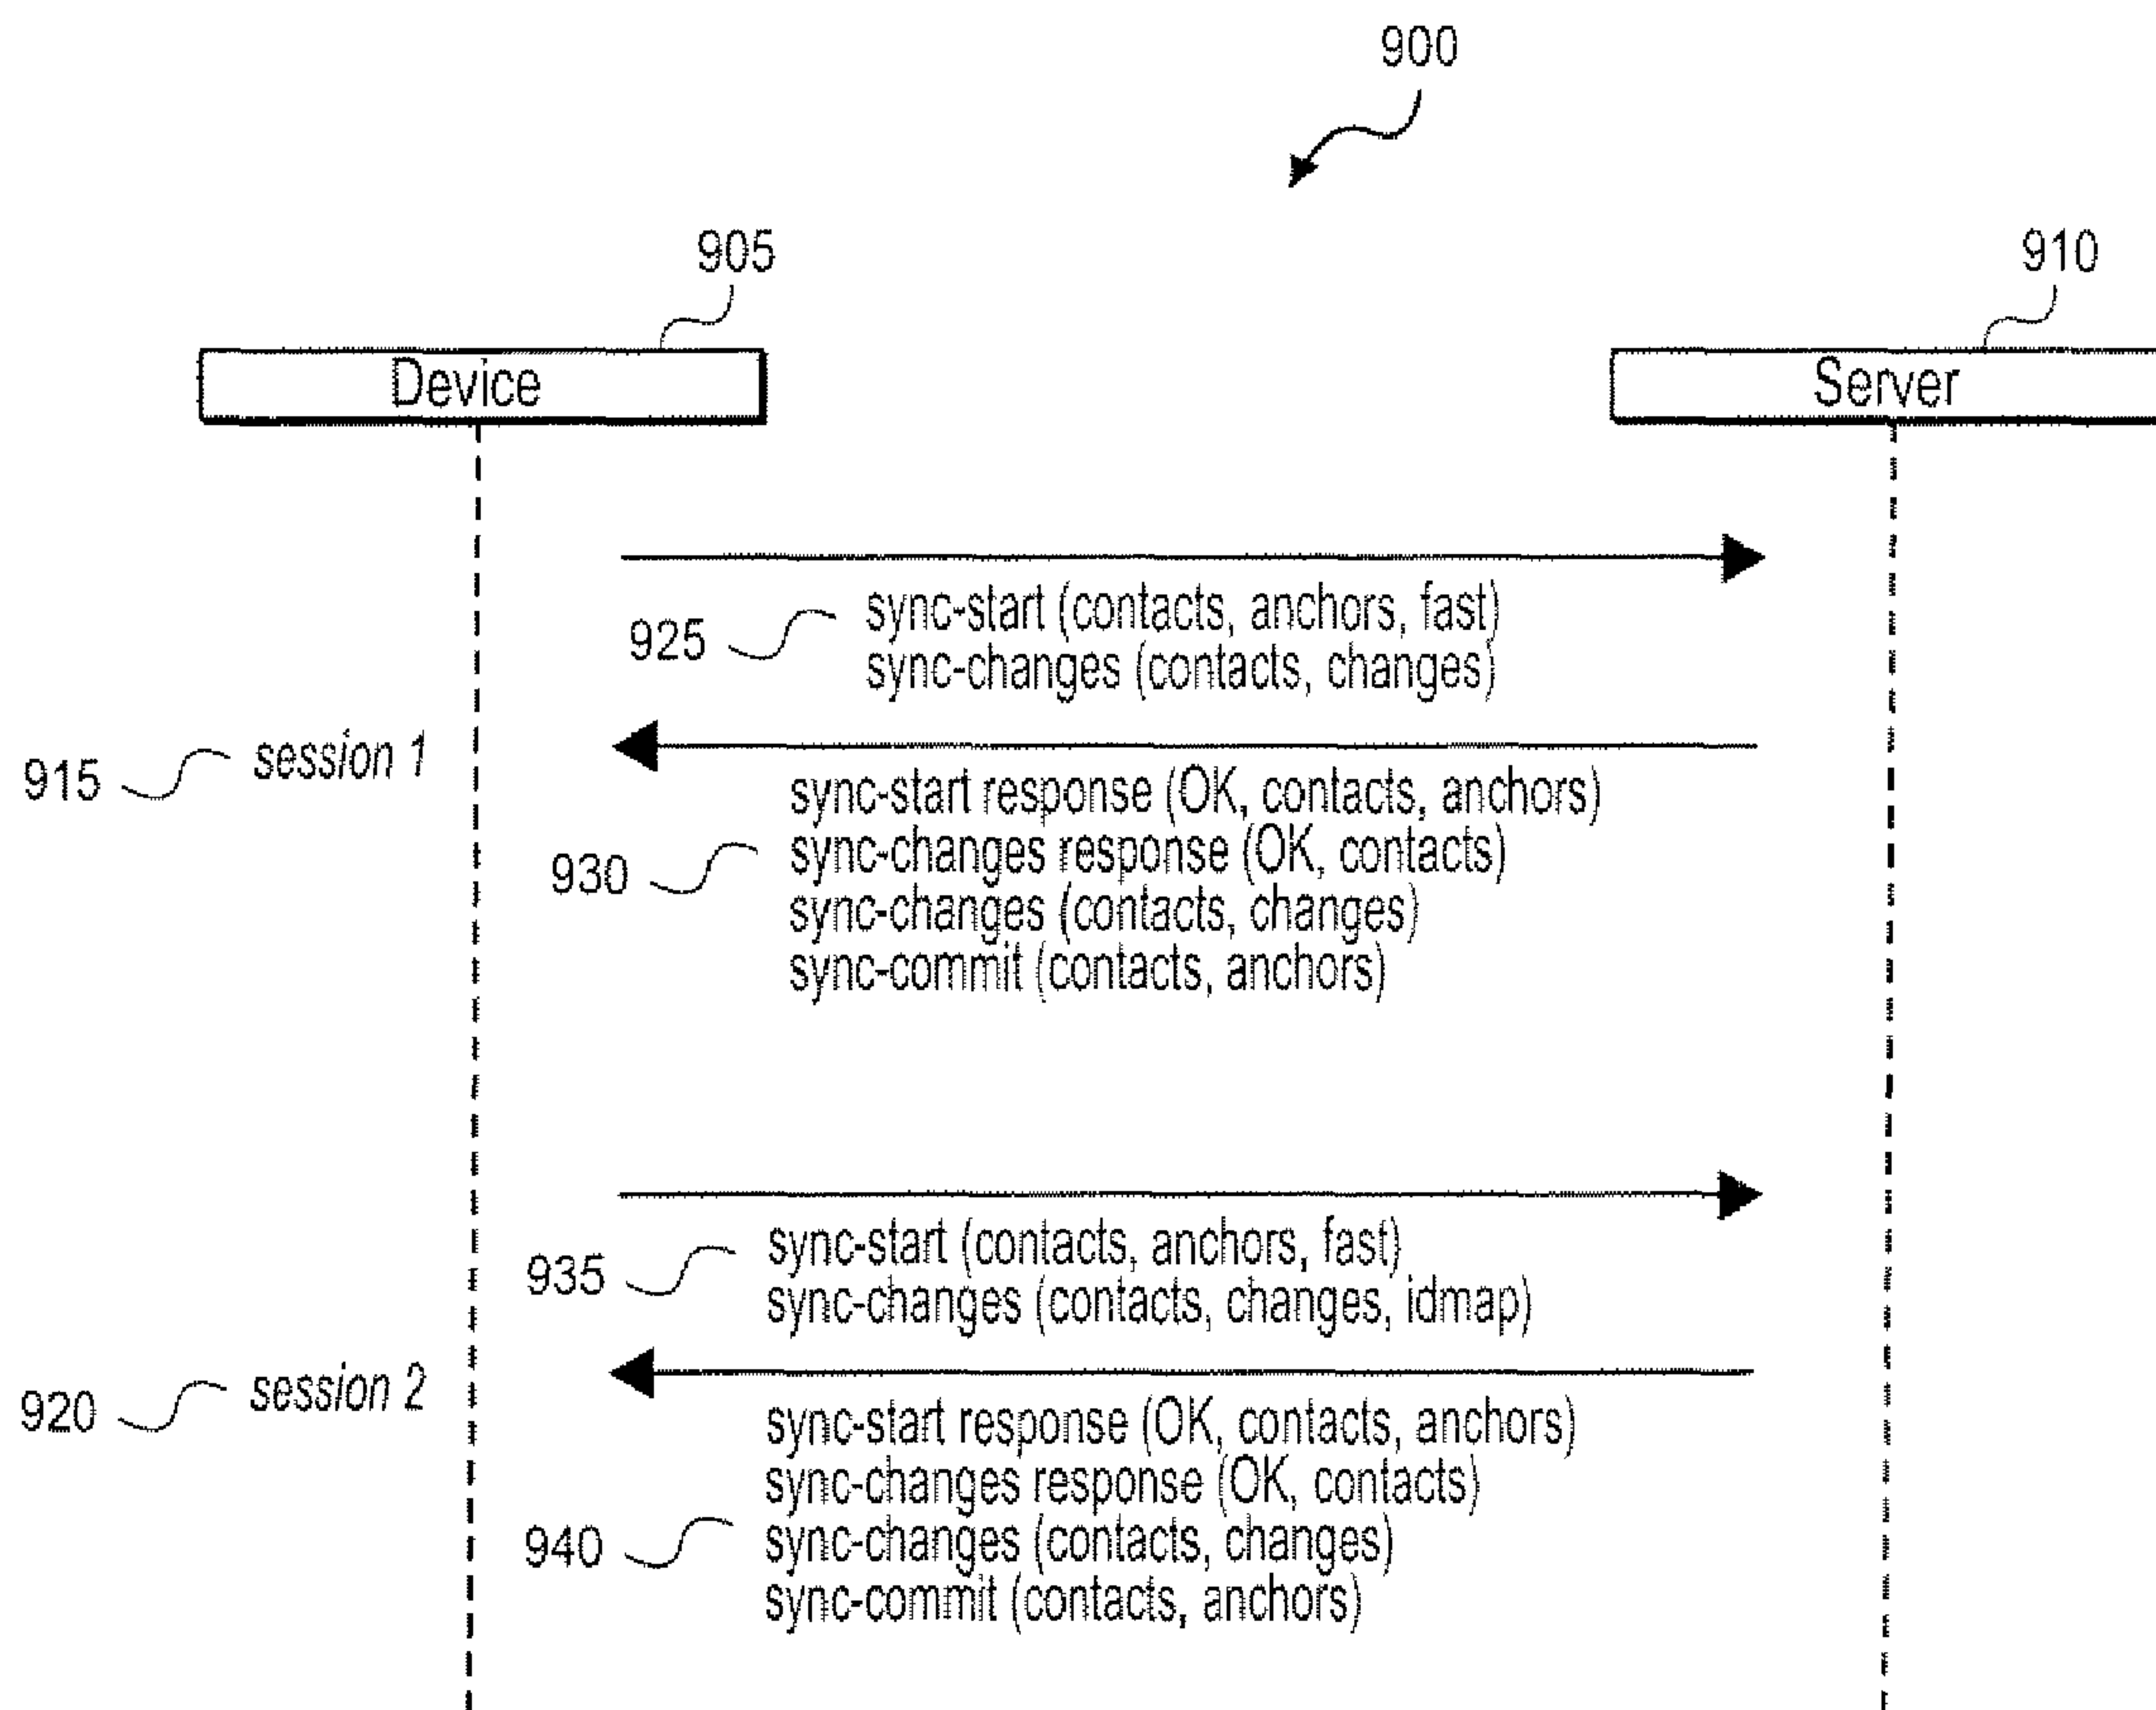 900
905
910
Device
Server
sync-start (contacts, anchors, fast)
925
sync-changes (contacts, changes)
session 1
915
sync-start response (OK, contacts, anchors)
sync-changes response (OK, contacts)
930
sync-changes (contacts, changes)
sync-commit (contacts, anchors)
sync-start (contacts, anchors, fast)
935
sync-changes (contacts, changes, idmap)
session 2
920
sync-start response (OK, contacts, anchors)
sync-changes response (OK, contacts)
940
sync-changes (contacts, changes)
sync-commit (contacts, anchors)